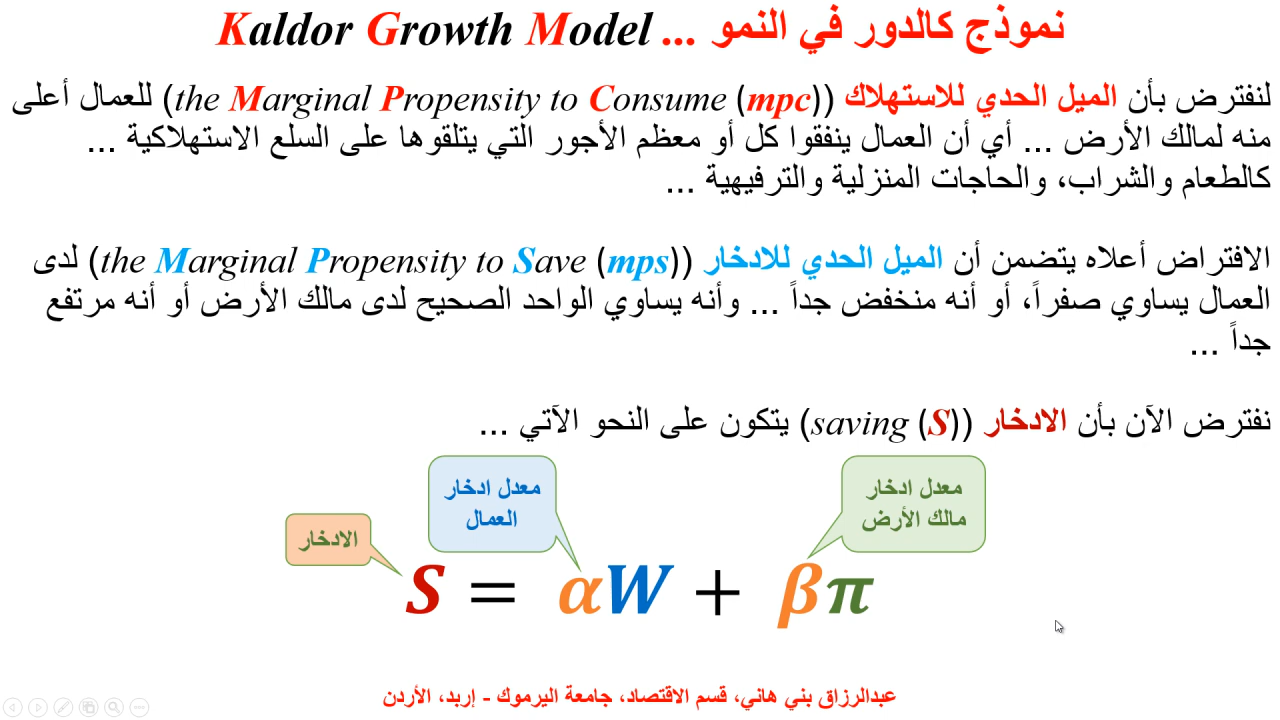 نموذج كالدور في النمو ... Kaldor Growth Model
لنفترض بأن الميل الحدي للاستهلاك (the Marginal Propensity to Consume (mpc)) للعمال أعلى
منه لمالك الأرض ... أي أن العمال ينفقوا كل أو معظم الأجور التي يتلقوها على السلع الاستهلاكية ...
كالطعام والشراب، والحاجات المنزلية والترفيهية ...
الافتراض أعلاه يتضمن أن الميل الحدي للادخار (the Marginal Propensity to Save (mps)) لدى
العمال يساوي صفراً، أو أنه منخفض جداً ... وأنه يساوي الواحد الصحيح لدى مالك الأرض أو أنه مرتفع
جداً ...
نفترض الآن بأن الادخار (saving (S)) يتكون على النحو الآتي ...
معدل ادخار
مالك الأرض
معدل ادخار
العمال
الادخار
S = αW + βπ
عبدالرزاق بني هاني، قسم الاقتصاد، جامعة اليرموك - إربد، الأردن